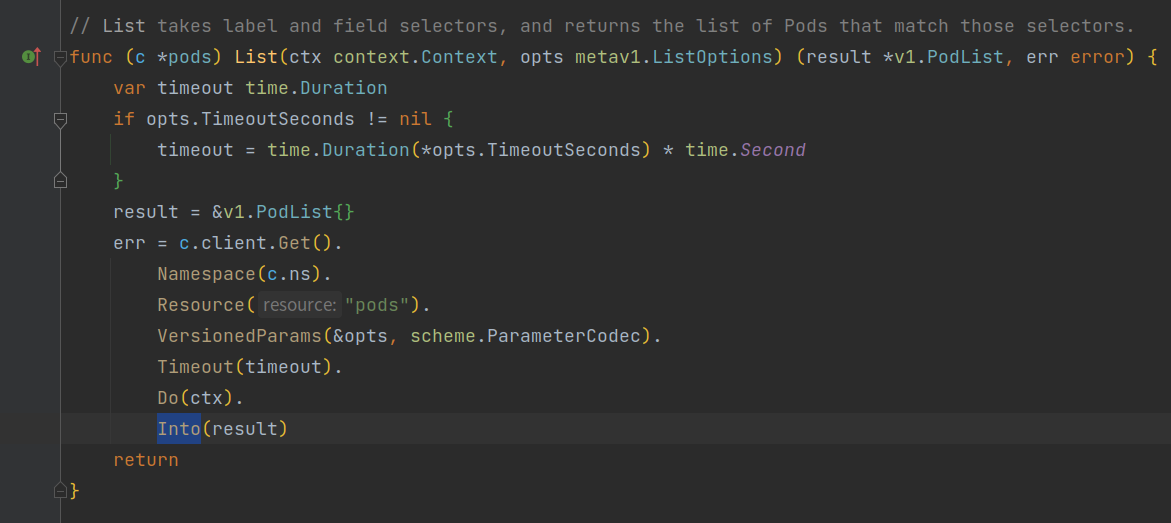 // List takes label and field selectors, and returns the list of Pods that match those selectors.
func (c *pods) List(ctx context.Context, opts metav1.ListOptions) (result *v1.PodList, err error) {
    var timeout time.Duration
    if opts.TimeoutSeconds != nil {
        timeout = time.Duration(*opts.TimeoutSeconds) * time.Second
    }
    result = &v1.PodList{}
    err = c.client.Get().
        Namespace(c.ns).
        Resource( resource: "pods").
        VersionedParams(&opts, scheme.ParameterCodec).
        Timeout(timeout).
        Do(ctx).
        Into(result)
    return
}